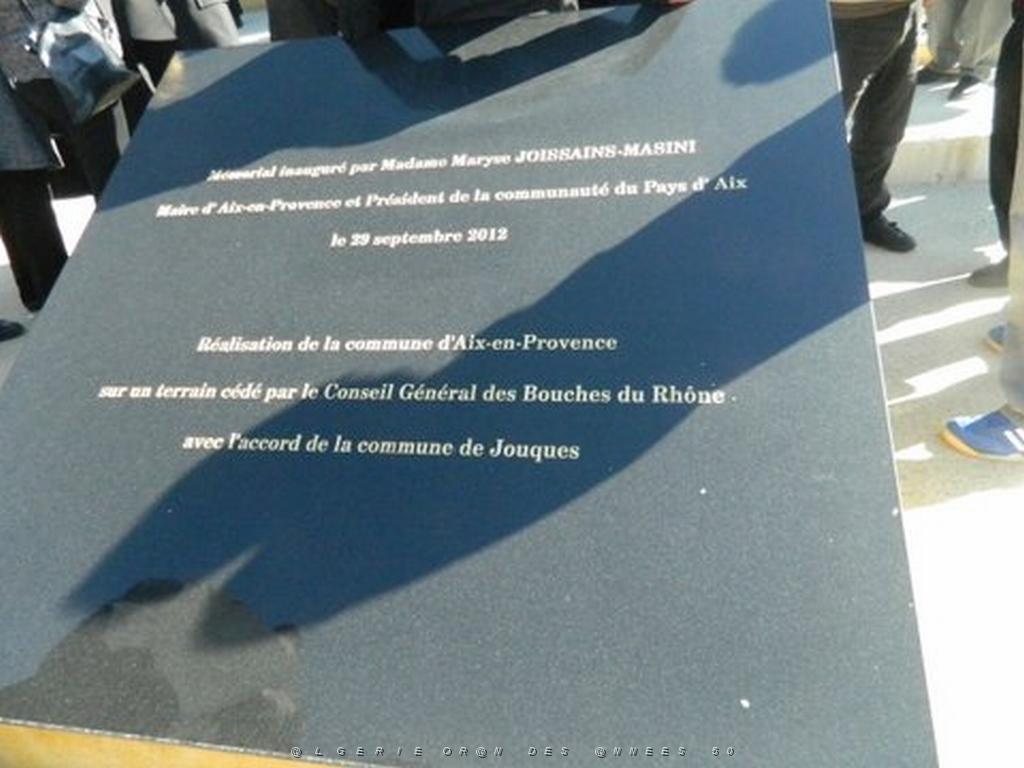 Mémorial inauguré par Madame Maryse JOISSAINS-MASINI
Maire d'Aix-en-Provence et Président de la communauté du Pays d' Aix
le 29 septembre 2012
Réalisation de la commune d'Aix-en-Provence
sur un terrain cédé par le Conseil Général des Bouches du Rhône .
avec l'accord de la commune de Jouques
@LGERIE OR@N DES @NNEES 50